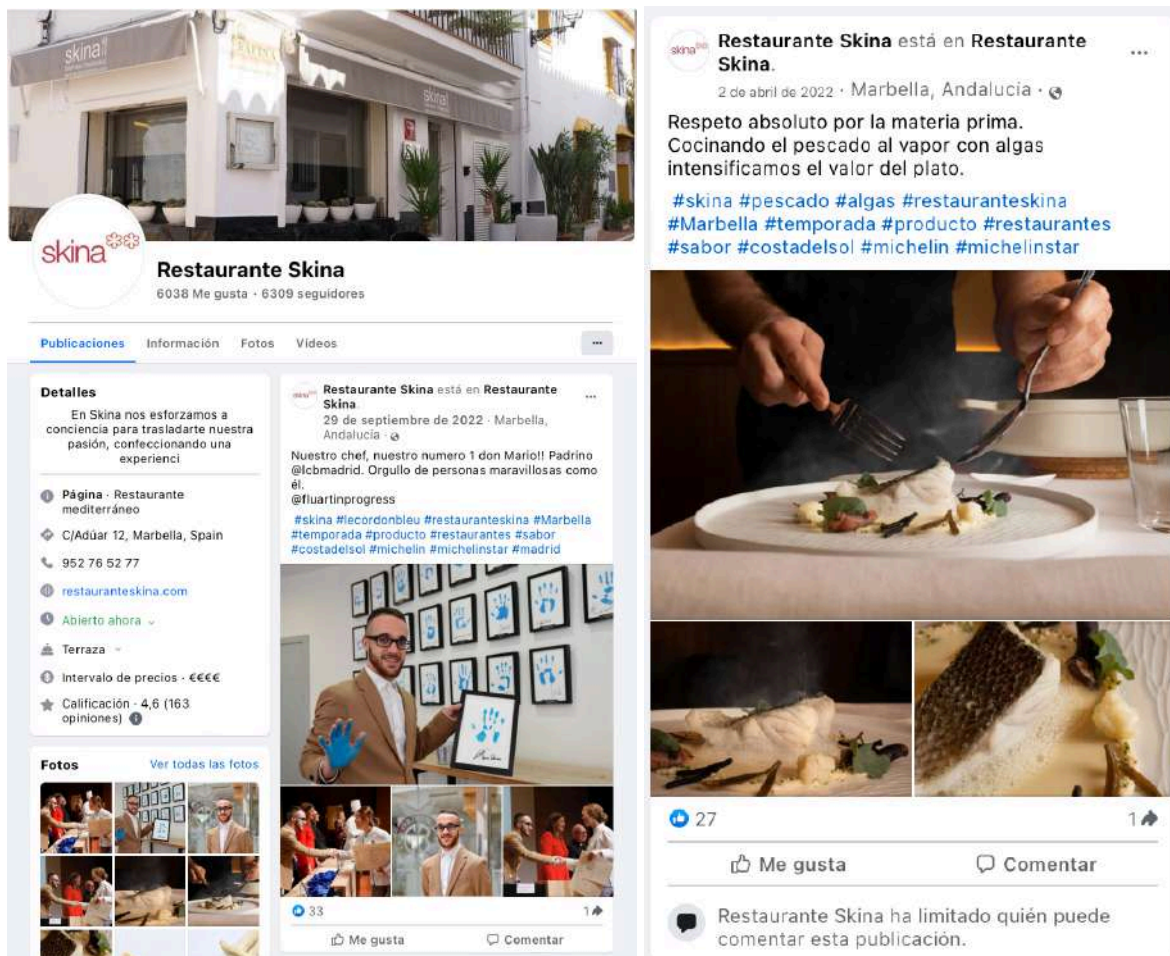 skina
skina
skina
Restaurante Skina
6038 Me gusta · 6309 seguidores
Publicaciones
Información
Fotos
Vídeos
Detalles
En Skina nos esforzamos a
conciencia para trasladarte nuestra
pasión, confeccionando una
experienci
Página · Restaurante
mediterráneo
C/Adúar 12, Marbella, Spain
952 76 52 77
restauranteskina.com
Abierto ahora
Terraza
Intervalo de precios · €€€€
Calificación · 4,6 (163
opiniones)
Fotos
Ver todas las fotos
Restaurante Skina está en Restaurante
Skina.
29 de septiembre de 2022 · Marbella,
Andalucía ·
Nuestro chef, nuestro numero 1 don Mario!! Padrino
@lcbmadrid. Orgullo de personas maravillosas como
él.
@fluartinprogress
#skina #lecordonbleu #restauranteskina #Marbella
#temporada #producto #restaurantes #sabor
#costadelsol #michelin #michelinstar #madrid
33
1
Me gusta
Comentar
skina
Restaurante Skina está en Restaurante
Skina.
2 de abril de 2022 · Marbella, Andalucía ·
Respeto absoluto por la materia prima.
Cocinando el pescado al vapor con algas
intensificamos el valor del plato.
#skina #pescado #algas #restauranteskina
#Marbella #temporada #producto #restaurantes
#sabor #costadelsol #michelin #michelinstar
27
1
Me gusta
Comentar
Restaurante Skina ha limitado quién puede
comentar esta publicación.